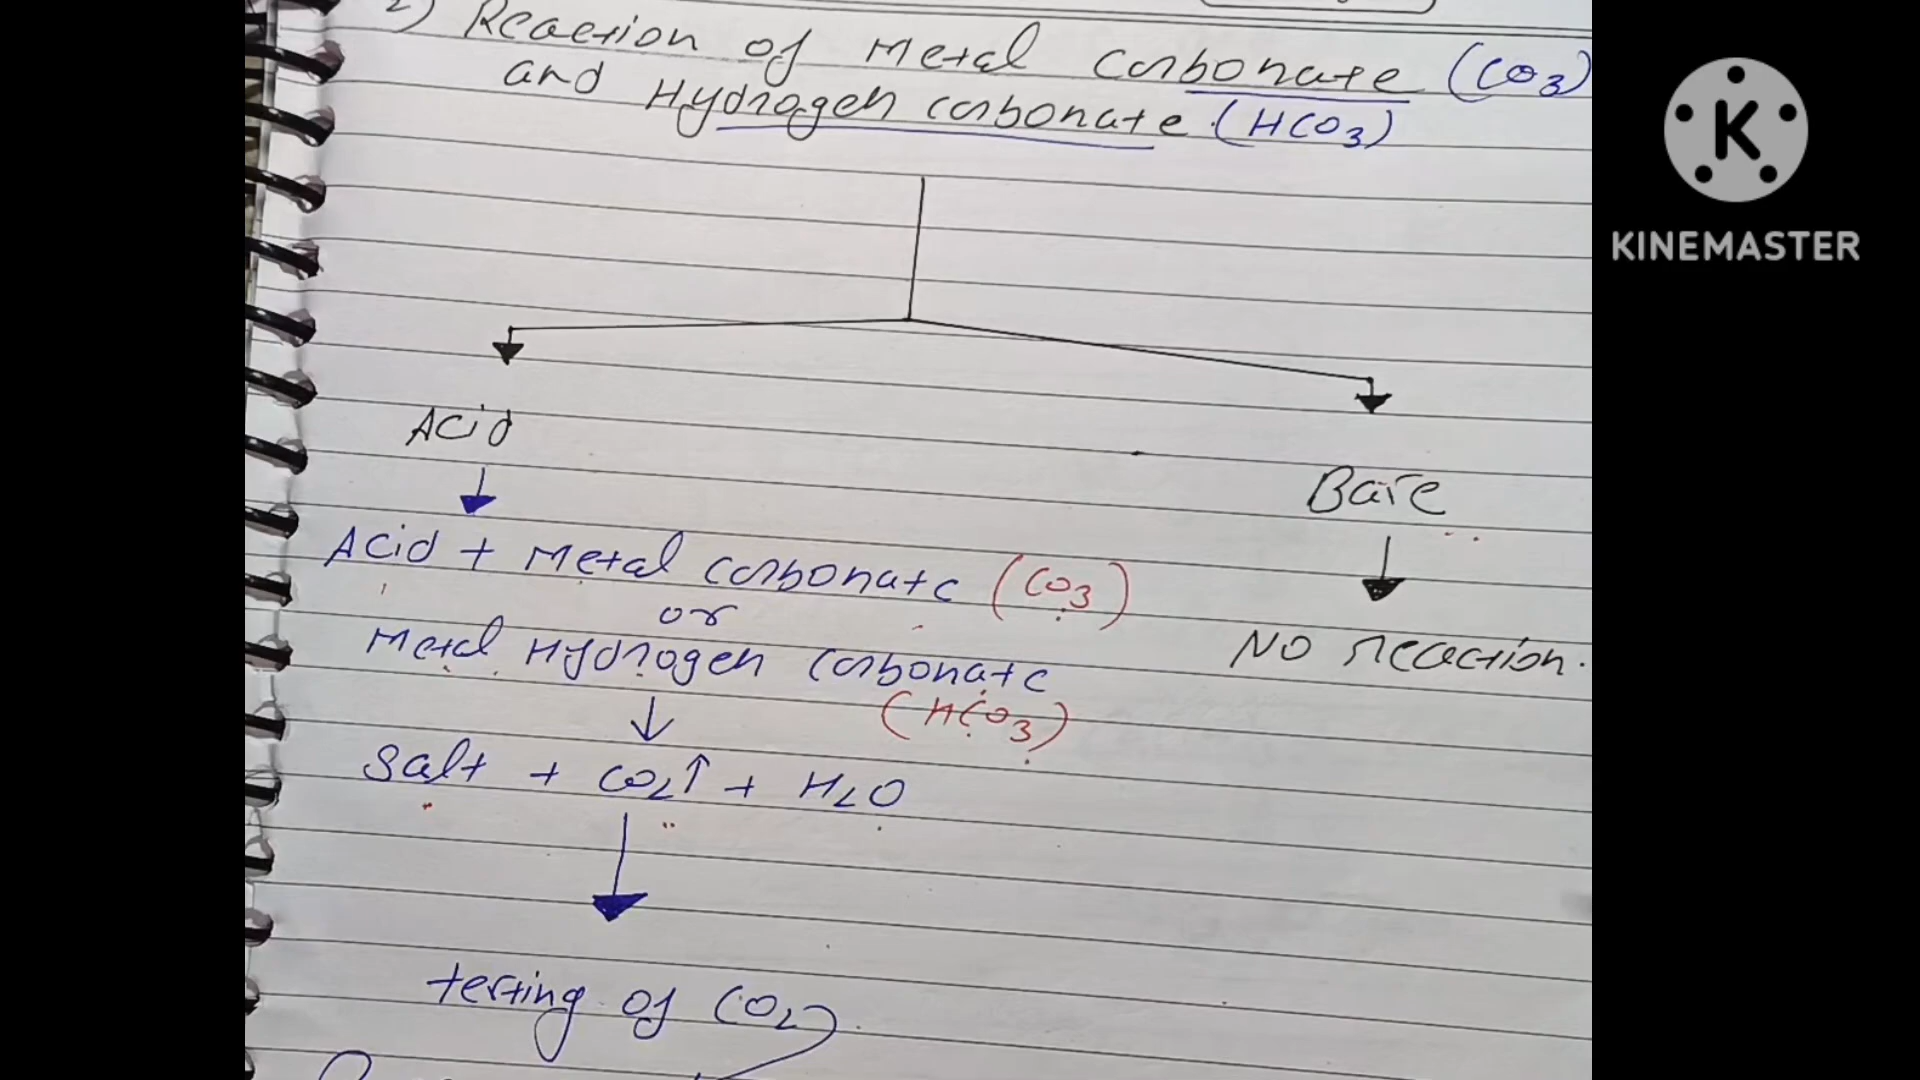 2) Reaction of Metal Carbonate (CO3)
and Hydrogen carbonate (HCO3)
Acid
Base
Acid + Metal carbonate (CO3)
or
Metal Hydrogen carbonate
(HCO3)
No reaction.
Salt + CO2↑ + H2O
testing of CO2
K
KINEMASTER